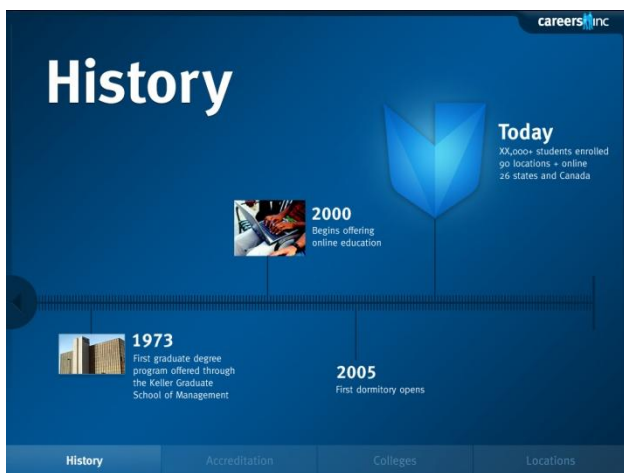 careers inc
History
Today
XX,000+ students enrolled
90 locations + online
26 states and Canada
2000
Begins offering
online education
1973
First graduate degree
program offered through
the Keller Graduate
School of Management
2005
First dormitory opens
History Accreditation Colleges Locations